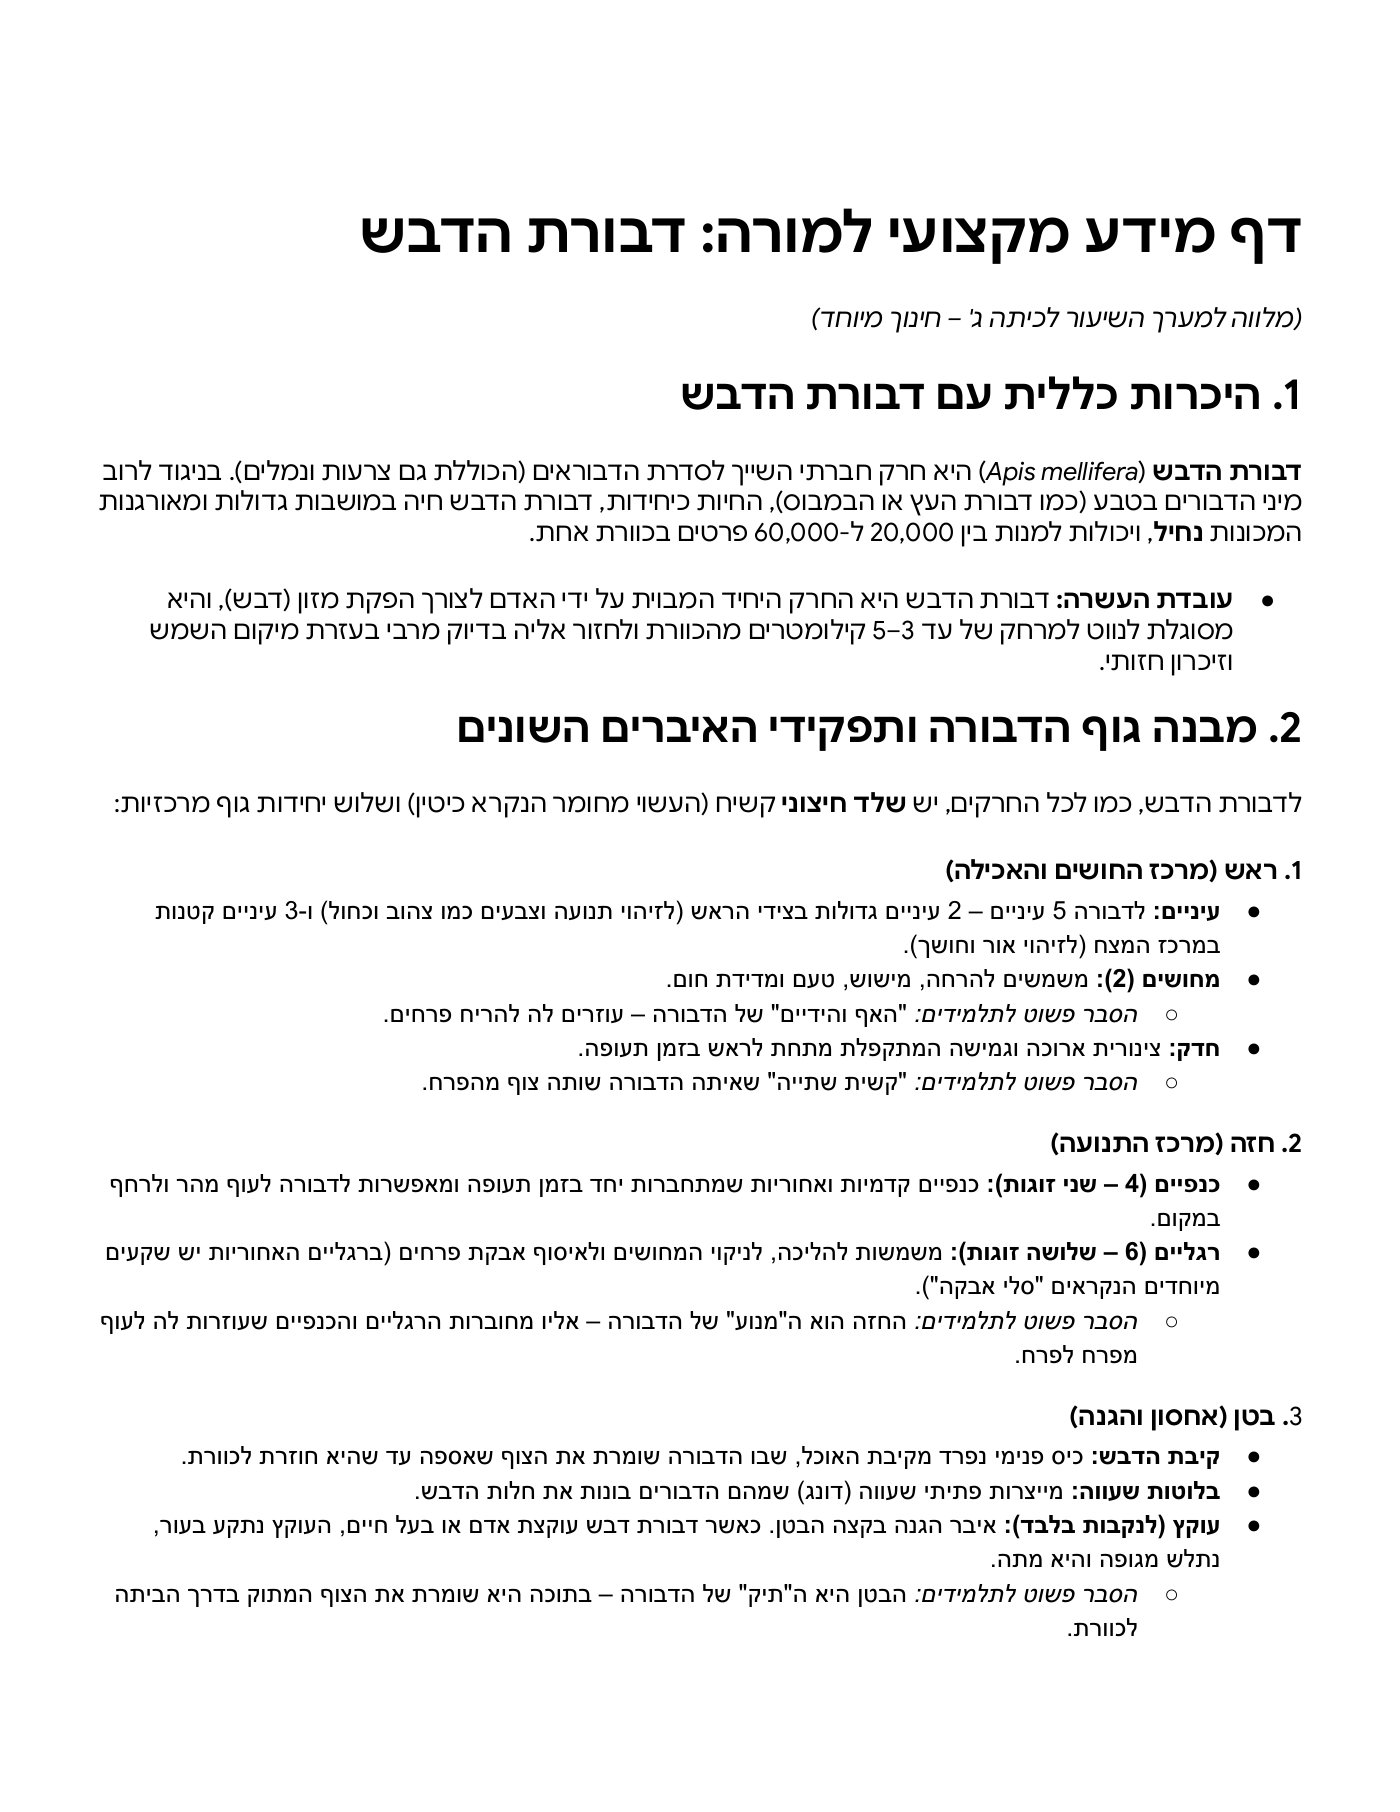 דף מידע מקצועי למורה: דבורת הדבש
(מלווה למערך השיעור לכיתה ג' – חינוך מיוחד)
1. היכרות כללית עם דבורת הדבש
דבורת הדבש (Apis mellifera) היא חרק חברתי השייך לסדרת הדבוראים (הכוללת גם צרעות ונמלים). בניגוד לרוב
מיני הדבורים בטבע (כמו דבורת העץ או הבמבוס), החיות כיחידות, דבורת הדבש חיה במושבות גדולות ומאורגנות
המכונות נחיל, ויכולות למנות בין 20,000 ל-60,000 פרטים בכוורת אחת.
● עובדת העשרה: דבורת הדבש היא החרק היחיד המבוית על ידי האדם לצורך הפקת מזון (דבש), והיא
מסוגלת לנווט למרחק של עד 3–5 קילומטרים מהכוורת ולחזור אליה בדיוק מרבי בעזרת מיקום השמש
וזיכרון חזותי.
2. מבנה גוף הדבורה ותפקידי האיברים השונים
לדבורת הדבש, כמו לכל החרקים, יש שלד חיצוני קשיח (העשוי מחומר הנקרא כיטין) ושלוש יחידות גוף מרכזיות:
1. ראש (מרכז החושים והאכילה)
● עיניים: לדבורה 5 עיניים – 2 עיניים גדולות בצידי הראש (לזיהוי תנועה וצבעים כמו צהוב וכחול) ו-3 עיניים קטנות
במרכז המצח (לזיהוי אור וחושך).
● מחושים (2): משמשים להרחה, מישוש, טעם ומדידת חום.
○ הסבר פשוט לתלמידים: "האף והידיים" של הדבורה – עוזרים לה להריח פרחים.
● חדק: צינורית ארוכה וגמישה המתקפלת מתחת לראש בזמן תעופה.
○ הסבר פשוט לתלמידים: "קשית שתייה" שאיתה הדבורה שותה צוף מהפרח.
2. חזה (מרכז התנועה)
● כנפיים (4 – שני זוגות): כנפיים קדמיות ואחוריות שמתחברות יחד בזמן תעופה ומאפשרות לדבורה לעוף מהר ולרחף
במקום.
● רגליים (6 – שלושה זוגות): משמשות להליכה, לניקוי המחושים ולאיסוף אבקת פרחים (ברגליים האחוריות יש שקעים
מיוחדים הנקראים "סלי אבקה").
○ הסבר פשוט לתלמידים: החזה הוא ה"מנוע" של הדבורה – אליו מחוברות הרגליים והכנפיים שעוזרות לה לעוף
מפרח לפרח.
3. בטן (אחסון והגנה)
● קיבת הדבש: כיס פנימי נפרד מקיבת האוכל, שבו הדבורה שומרת את הצוף שאספה עד שהיא חוזרת לכוורת.
● בלוטות שעווה: מייצרות פתיתי שעווה (דונג) שמהם הדבורים בונות את חלות הדבש.
● עוקץ (לנקבות בלבד): איבר הגנה בקצה הבטן. כאשר דבורת דבש עוקצת אדם או בעל חיים, העוקץ נתקע בעור,
נתלש מגופה והיא מתה.
○ הסבר פשוט לתלמידים: הבטן היא ה"תיק" של הדבורה – בתוכה היא שומרת את הצוף המתוק בדרך הביתה
לכוורת.